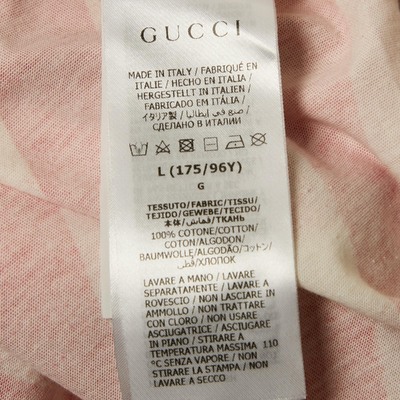 GUCCI
MADE IN ITALY / FABRIQUÉ EN
ITALIE / HECHO EN ITALIA /
HERGESTELLT IN ITALIEN /
FABRICADO EM ITÁLIA /
イタリア製 / صنع في إيطاليا /
СДЕЛАНО В ИТАЛИИ
L (175/96Y)
G
TESSUTO/FABRIC/TISSU/
TEJIDO/GEWEBE/TECIDO/
本体/قماش/ТКАНЬ
100% COTONE/COTTON/
COTON/ALGODON/
BAUMWOLLE/ALGODÃO/コットン/
قطن/ХЛОПОК
LAVARE A MANO / LAVARE
SEPARATAMENTE / LAVARE A
ROVESCIO / NON LASCIARE IN
AMMOLLO / NON TRATTARE
CON CLORO / NON USARE
ASCIUGATRICE / ASCIUGARE
IN PIANO / STIRARE A
TEMPERATURA MASSIMA 110
°C SENZA VAPORE / NON
STIRARE LA STAMPA / NON
LAVARE A SECCO